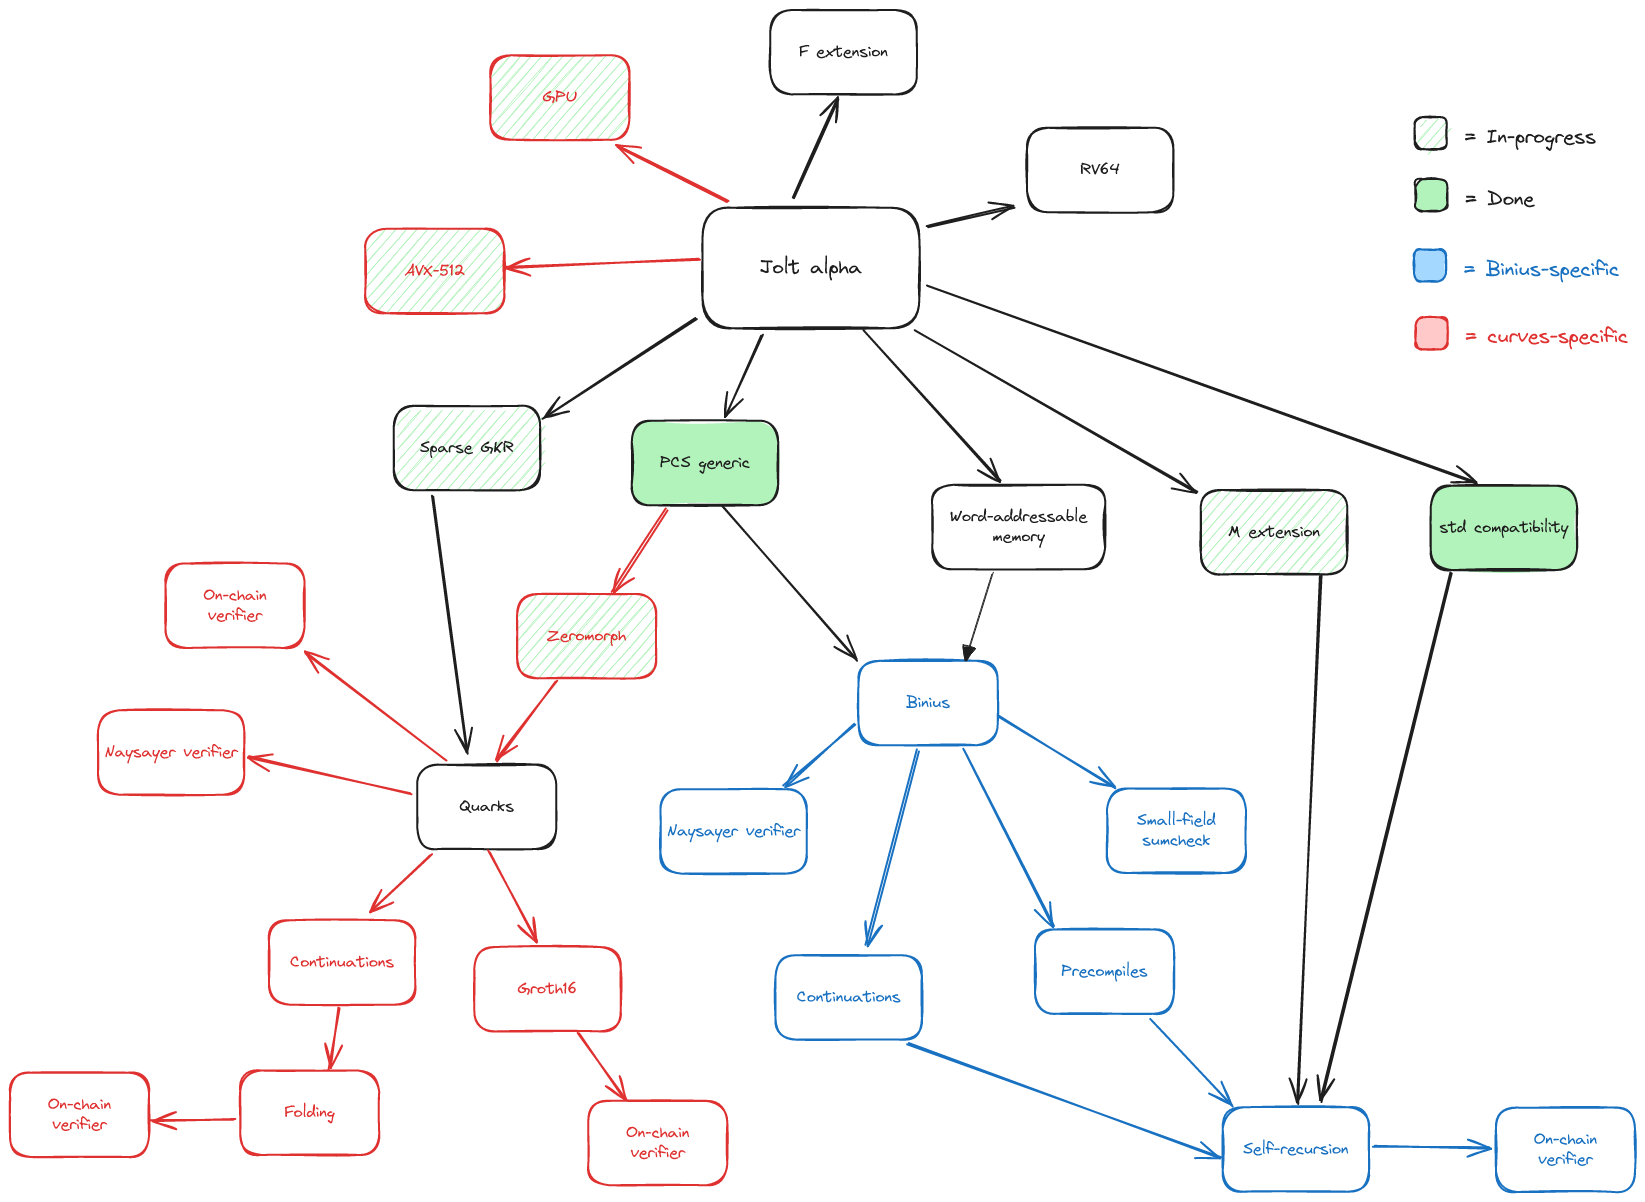 F extension
GPU
RV64
= In-progress
= Done
= Binius-specific
= curves-specific
AVX-512
Jolt alpha
Sparse GKR
PCS generic
Word-addressable
memory
M extension
std compatibility
On-chain
verifier
Zeromorph
Binius
Naysayer verifier
Quarks
Naysayer verifier
Small-field
sumcheck
Continuations
Groth16
Continuations
Precompiles
On-chain
verifier
Folding
On-chain
verifier
Self-recursion
On-chain
verifier